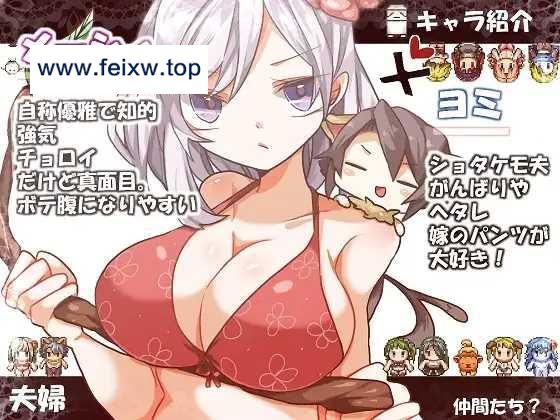 キャラ紹介
www.feixw.top
自称優雅で知的
強気
チョロイ
だけど真面目。
ボテ腹になりやすい
ヨミ
ショタケモ夫
がんばりや
ヘタレ
嫁のパンツが
大好き!
夫婦
仲間たち?